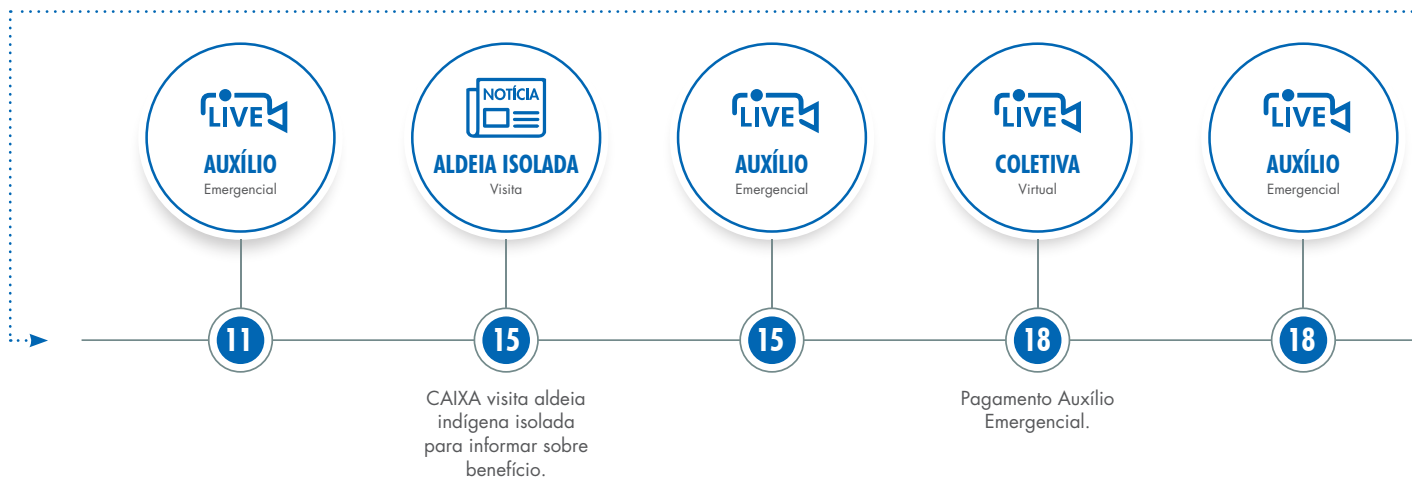 LIVE
AUXÍLIO
Emergencial
11
NOTÍCIA
ALDEIA ISOLADA
Visita
15
CAIXA visita aldeia
indígena isolada
para informar sobre
benefício.
LIVE
AUXÍLIO
Emergencial
15
LIVE
COLETIVA
Virtual
18
Pagamento Auxílio
Emergencial.
LIVE
AUXÍLIO
Emergencial
18